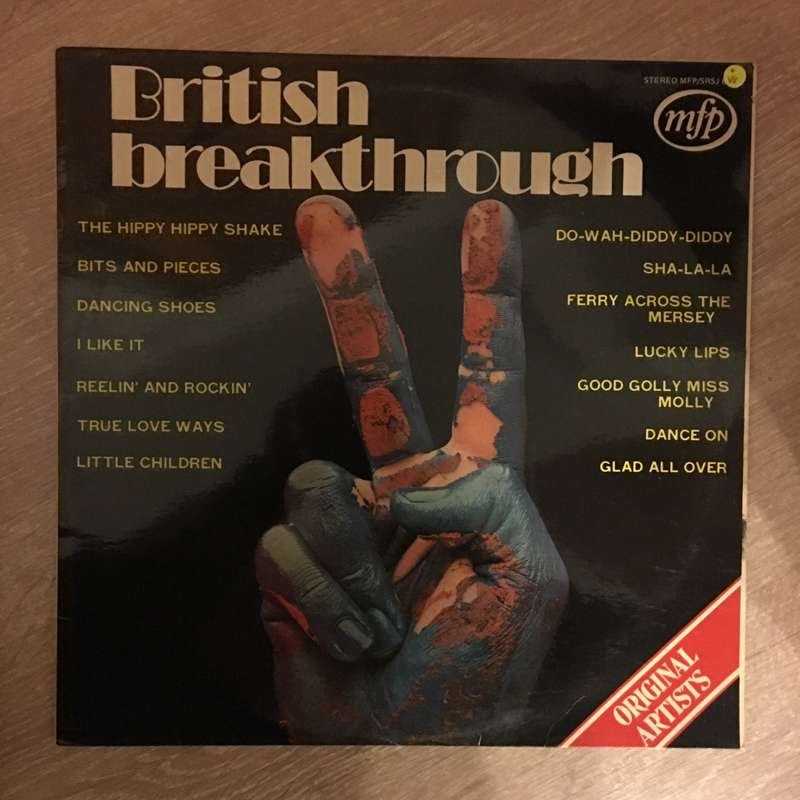 British
breakthrough
STEREO MFP/SRSJ
mfp
THE HIPPY HIPPY SHAKE
BITS AND PIECES
DANCING SHOES
I LIKE IT
REELIN' AND ROCKIN'
TRUE LOVE WAYS
LITTLE CHILDREN
DO-WAH-DIDDY-DIDDY
SHA-LA-LA
FERRY ACROSS THE
MERSEY
LUCKY LIPS
GOOD GOLLY MISS
MOLLY
DANCE ON
GLAD ALL OVER
ORIGINAL
ARTISTS